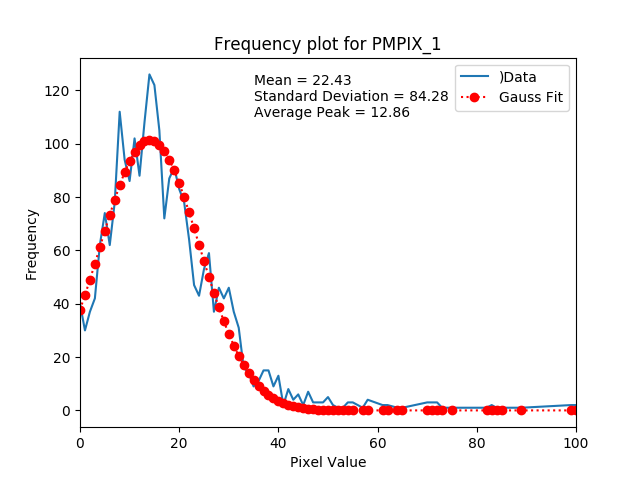 Frequency plot for PMPIX_1
Mean = 22.43
Standard Deviation = 84.28
Average Peak = 12.86
)Data
Gauss Fit
Frequency
120
100
80
60
40
20
0
0 20 40 60 80 100
Pixel Value